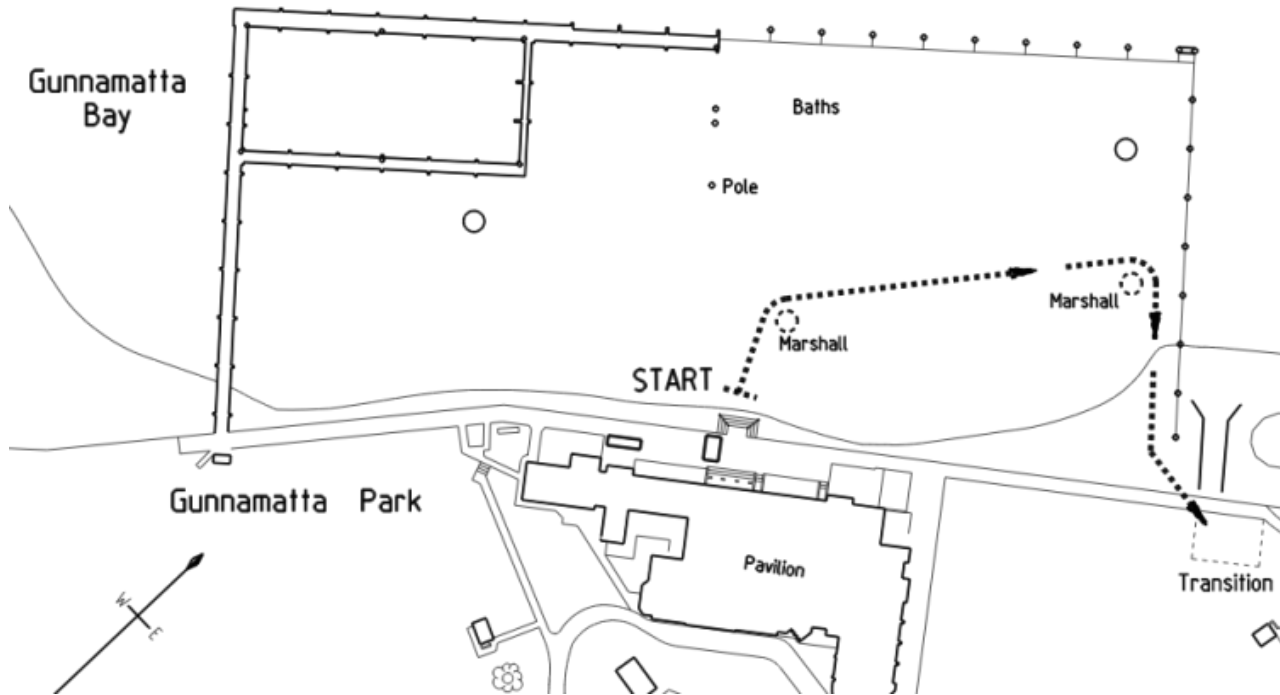 Gunnamatta
Bay
Baths
Pole
Marshall
Marshall
START
Gunnamatta Park
Pavilion
Transition
W
E